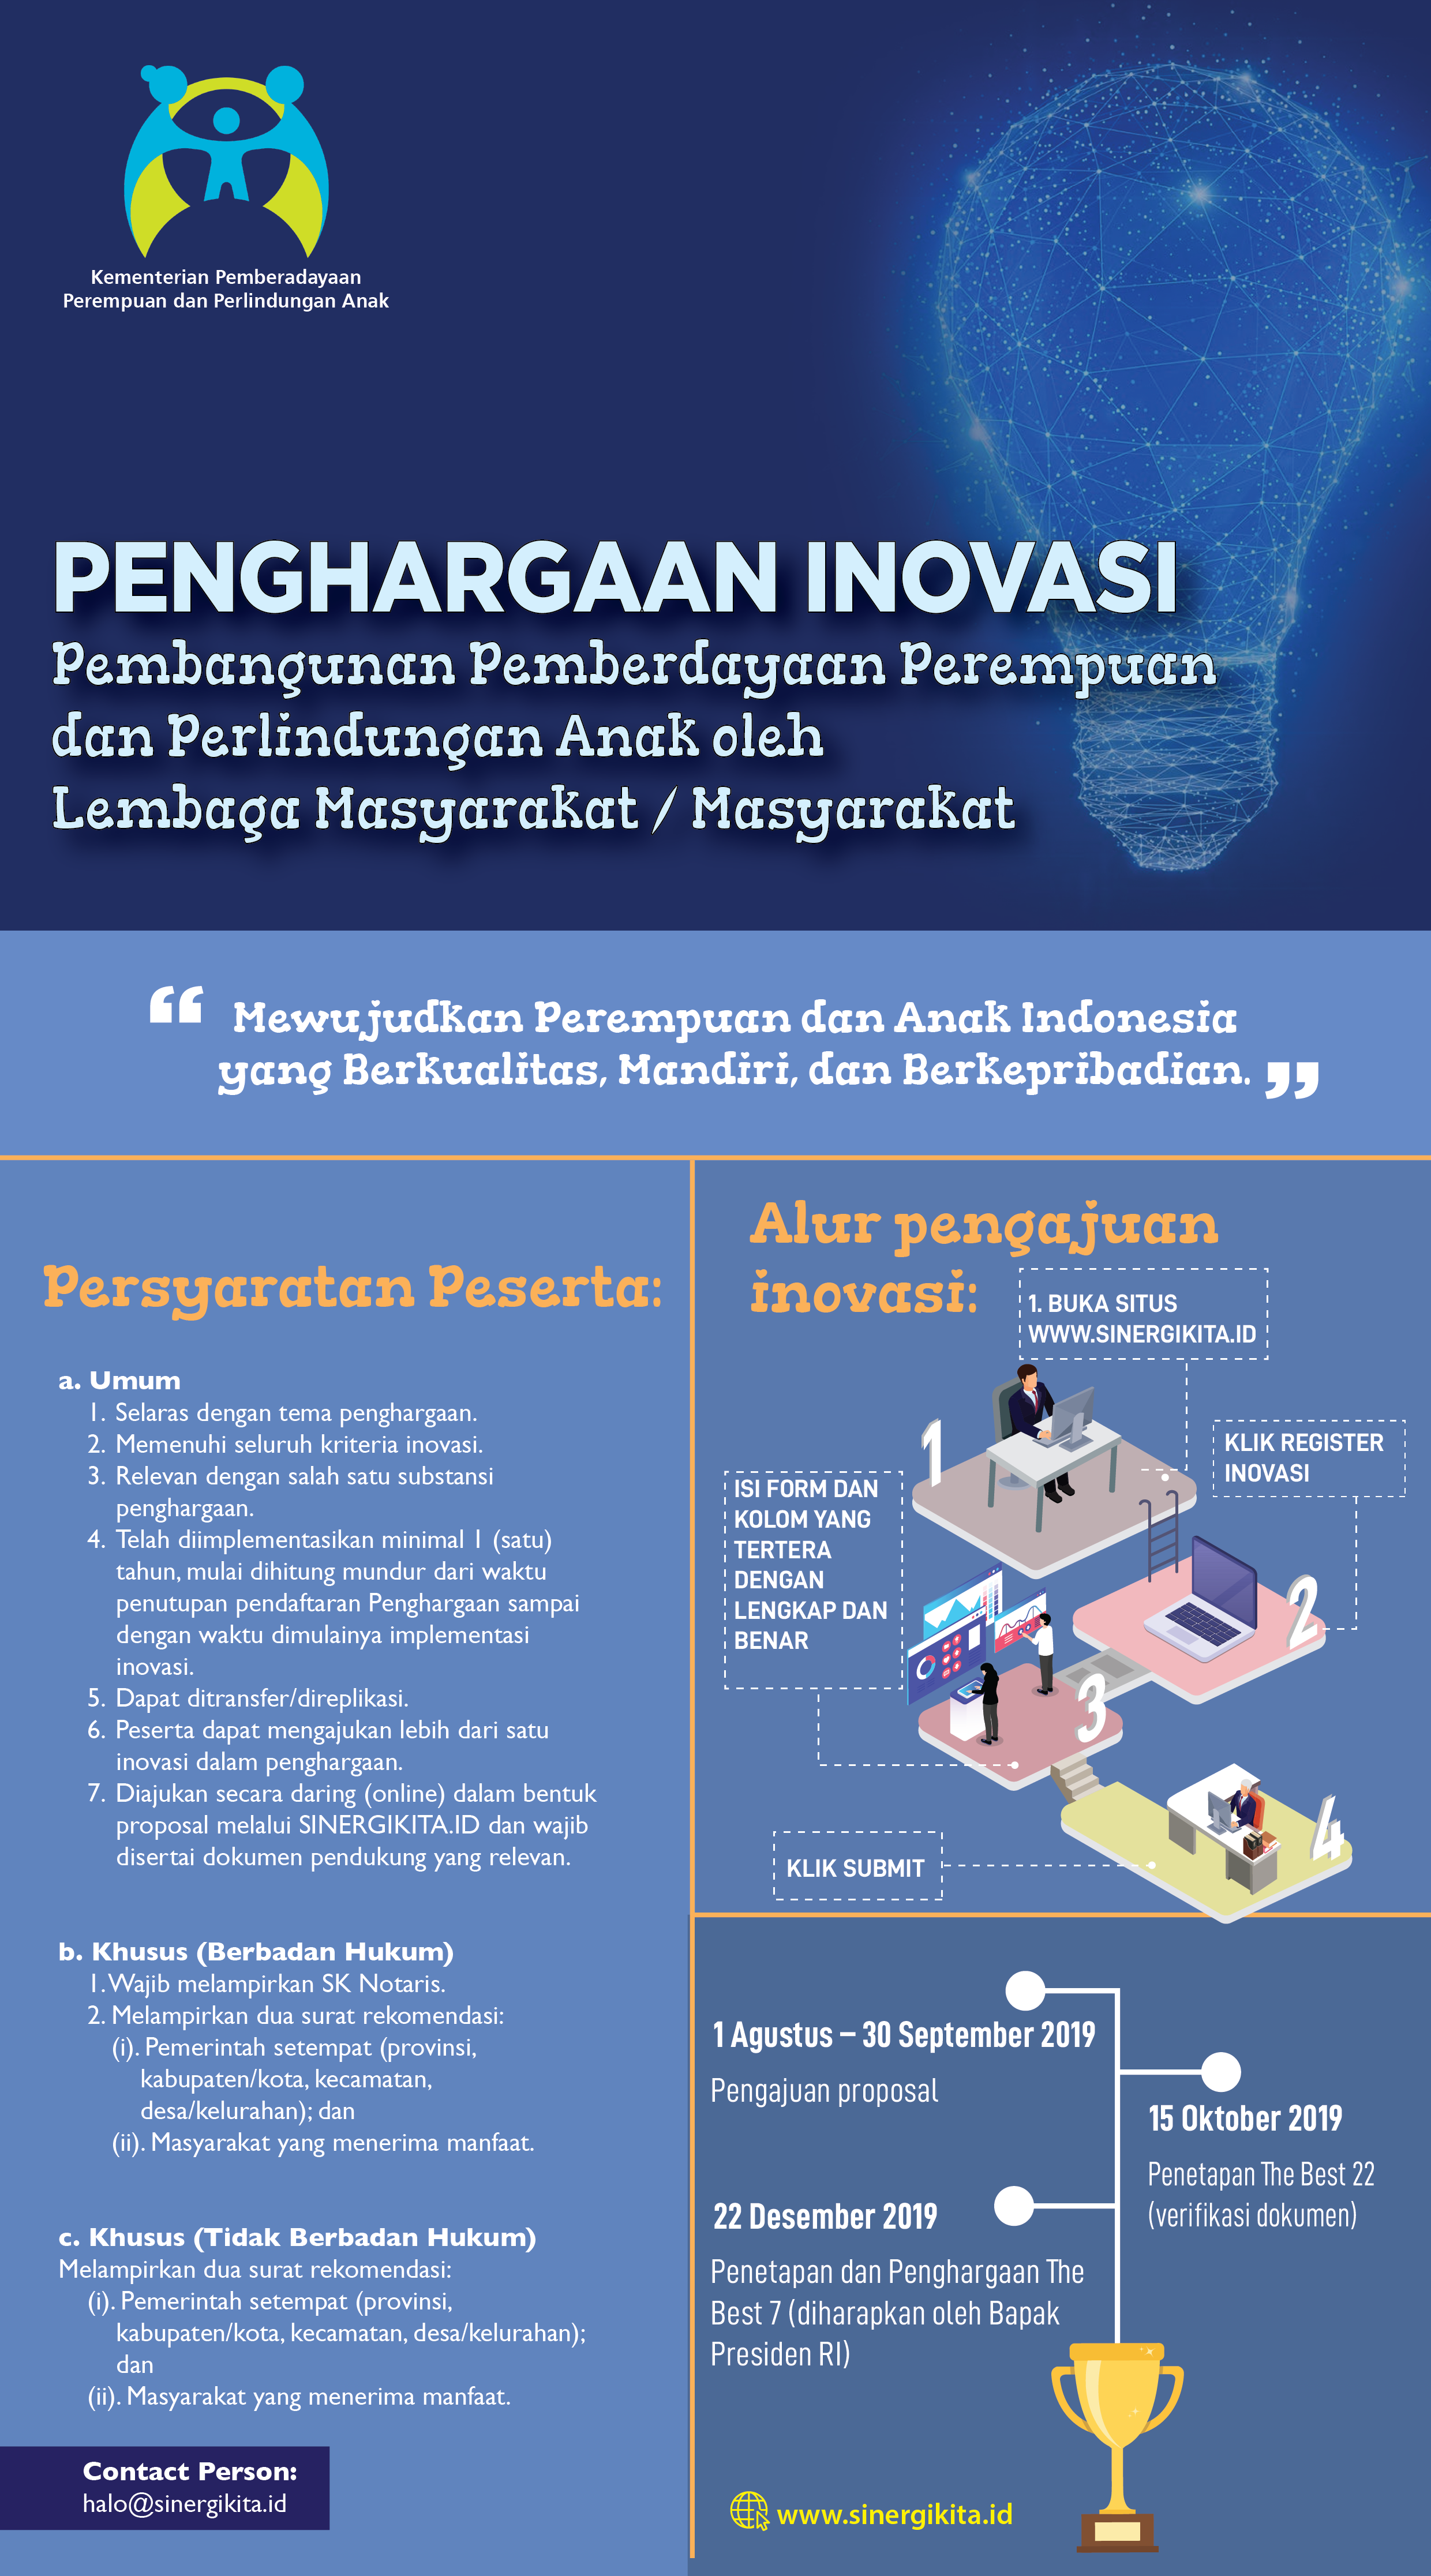 Kementerian Pemberadayaan
Perempuan dan Perlindungan Anak
PENGHARGAAN INOVASI
Pembangunan Pemberdayaan Perempuan
dan Perlindungan Anak oleh
Lembaga Masyarakat / Masyarakat
“ Mewujudkan Perempuan dan Anak Indonesia
yang Berkualitas, Mandiri, dan Berkepribadian. ”
Persyaratan Peserta:
a. Umum
1. Selaras dengan tema penghargaan.
2. Memenuhi seluruh kriteria inovasi.
3. Relevan dengan salah satu substansi
penghargaan.
4. Telah diimplementasikan minimal 1 (satu)
tahun, mulai dihitung mundur dari waktu
penutupan pendaftaran Penghargaan sampai
dengan waktu dimulainya implementasi
inovasi.
5. Dapat ditransfer/direplikasi.
6. Peserta dapat mengajukan lebih dari satu
inovasi dalam penghargaan.
7. Diajukan secara daring (online) dalam bentuk
proposal melalui SINERGIKITA.ID dan wajib
disertai dokumen pendukung yang relevan.
b. Khusus (Berbadan Hukum)
1. Wajib melampirkan SK Notaris.
2. Melampirkan dua surat rekomendasi:
(i). Pemerintah setempat (provinsi,
kabupaten/kota, kecamatan,
desa/kelurahan); dan
(ii). Masyarakat yang menerima manfaat.
c. Khusus (Tidak Berbadan Hukum)
Melampirkan dua surat rekomendasi:
(i). Pemerintah setempat (provinsi,
kabupaten/kota, kecamatan, desa/kelurahan);
dan
(ii). Masyarakat yang menerima manfaat.
Contact Person:
halo@sinergikita.id
Alur pengajuan
inovasi:
1. BUKA SITUS
WWW.SINERGIKITA.ID
1
KLIK REGISTER
INOVASI
2
ISI FORM DAN
KOLOM YANG
TERTERA
DENGAN
LENGKAP DAN
BENAR
3
KLIK SUBMIT
4
1 Agustus – 30 September 2019
Pengajuan proposal
15 Oktober 2019
Penetapan The Best 22
(verifikasi dokumen)
22 Desember 2019
Penetapan dan Penghargaan The
Best 7 (diharapkan oleh Bapak
Presiden RI)
www.sinergikita.id